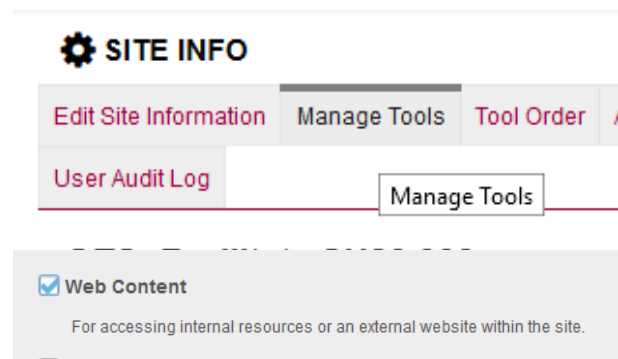 SITE INFO
Edit Site Information Manage Tools Tool Order
User Audit Log
Manage Tools
Web Content
For accessing internal resources or an external website within the site.